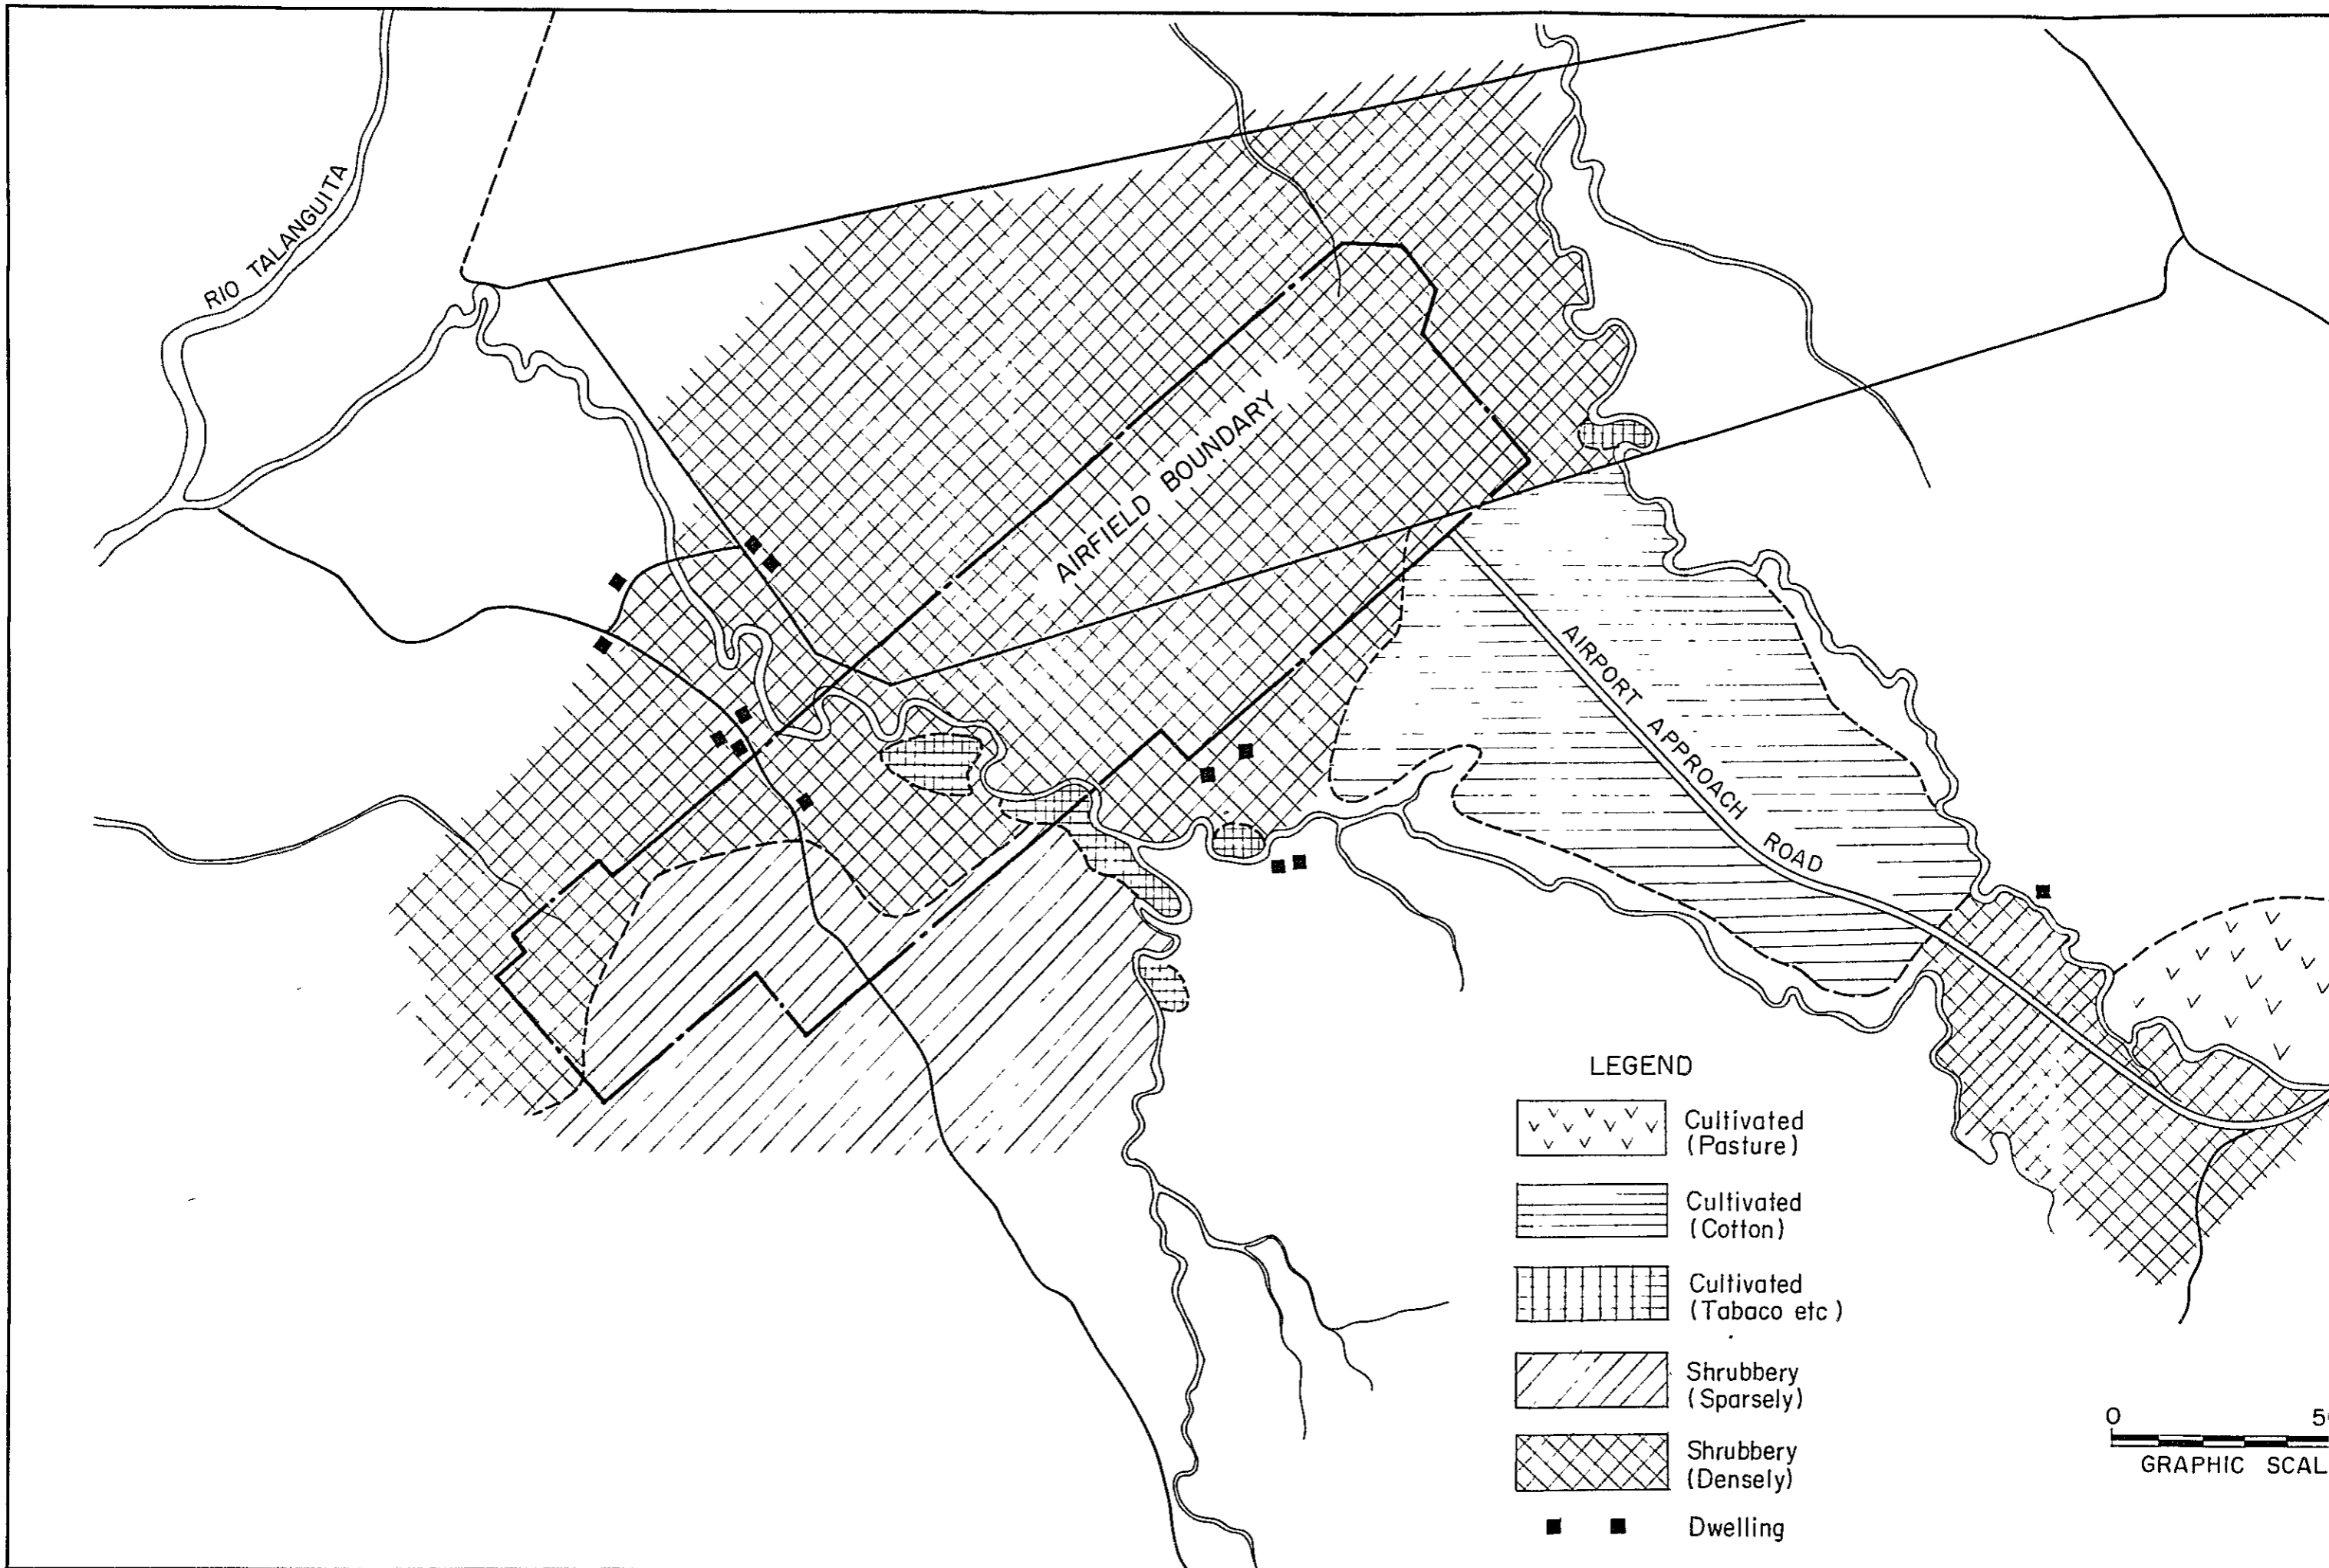 RIO TALANGUITA
AIRFIELD BOUNDARY
AIRPORT APPROACH ROAD
LEGEND
Cultivated
(Pasture)
Cultivated
(Cotton)
Cultivated
(Tabaco etc)
Shrubbery
(Sparsely)
Shrubbery
(Densely)
Dwelling
0
GRAPHIC SCAL